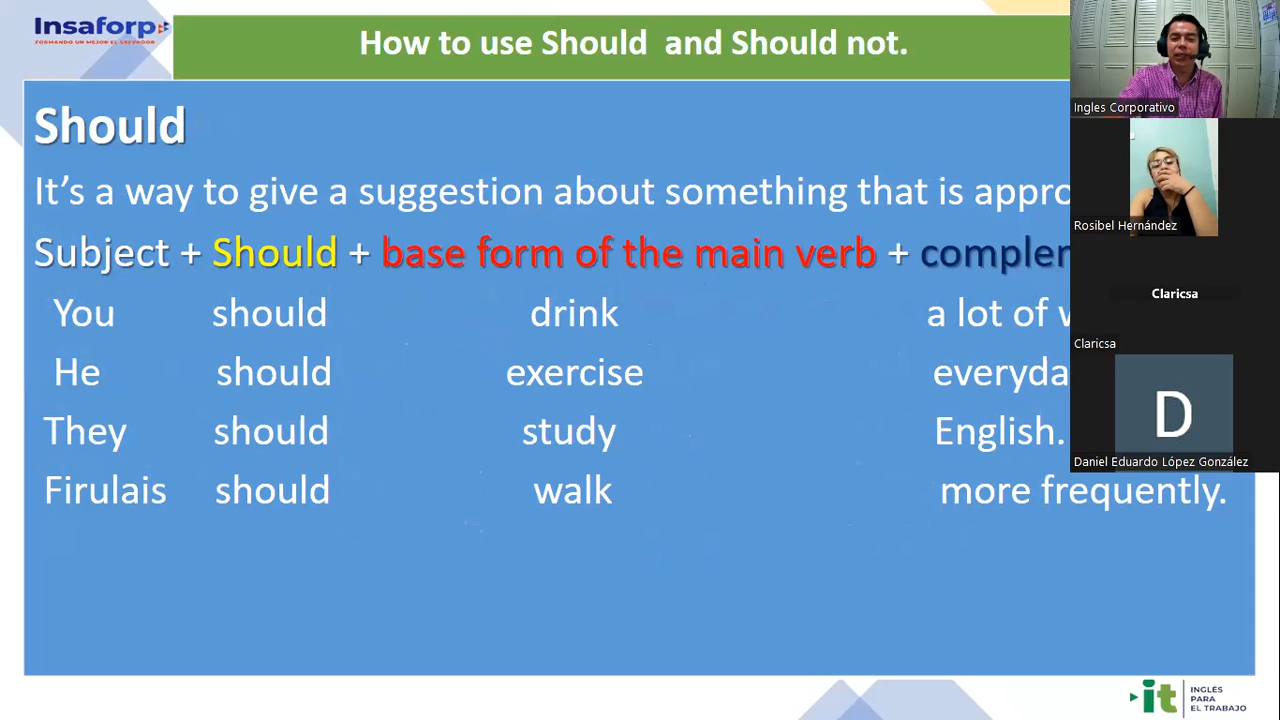 Insaforp
FORMANDO UN MEJOR EL SALVADOR
How to use Should and Should not.
Should
It's a way to give a suggestion about something that is
Subject + Should + base form of the main verb +
You should drink a lot of
He should exercise
They should study English.
Firulais should walk more frequently.
Ingles Corporativo
Rosibel Hernández
Claricsa
Claricsa
D
Daniel Eduardo López González
it
INGLÉS
PARA
EL TRABAJO